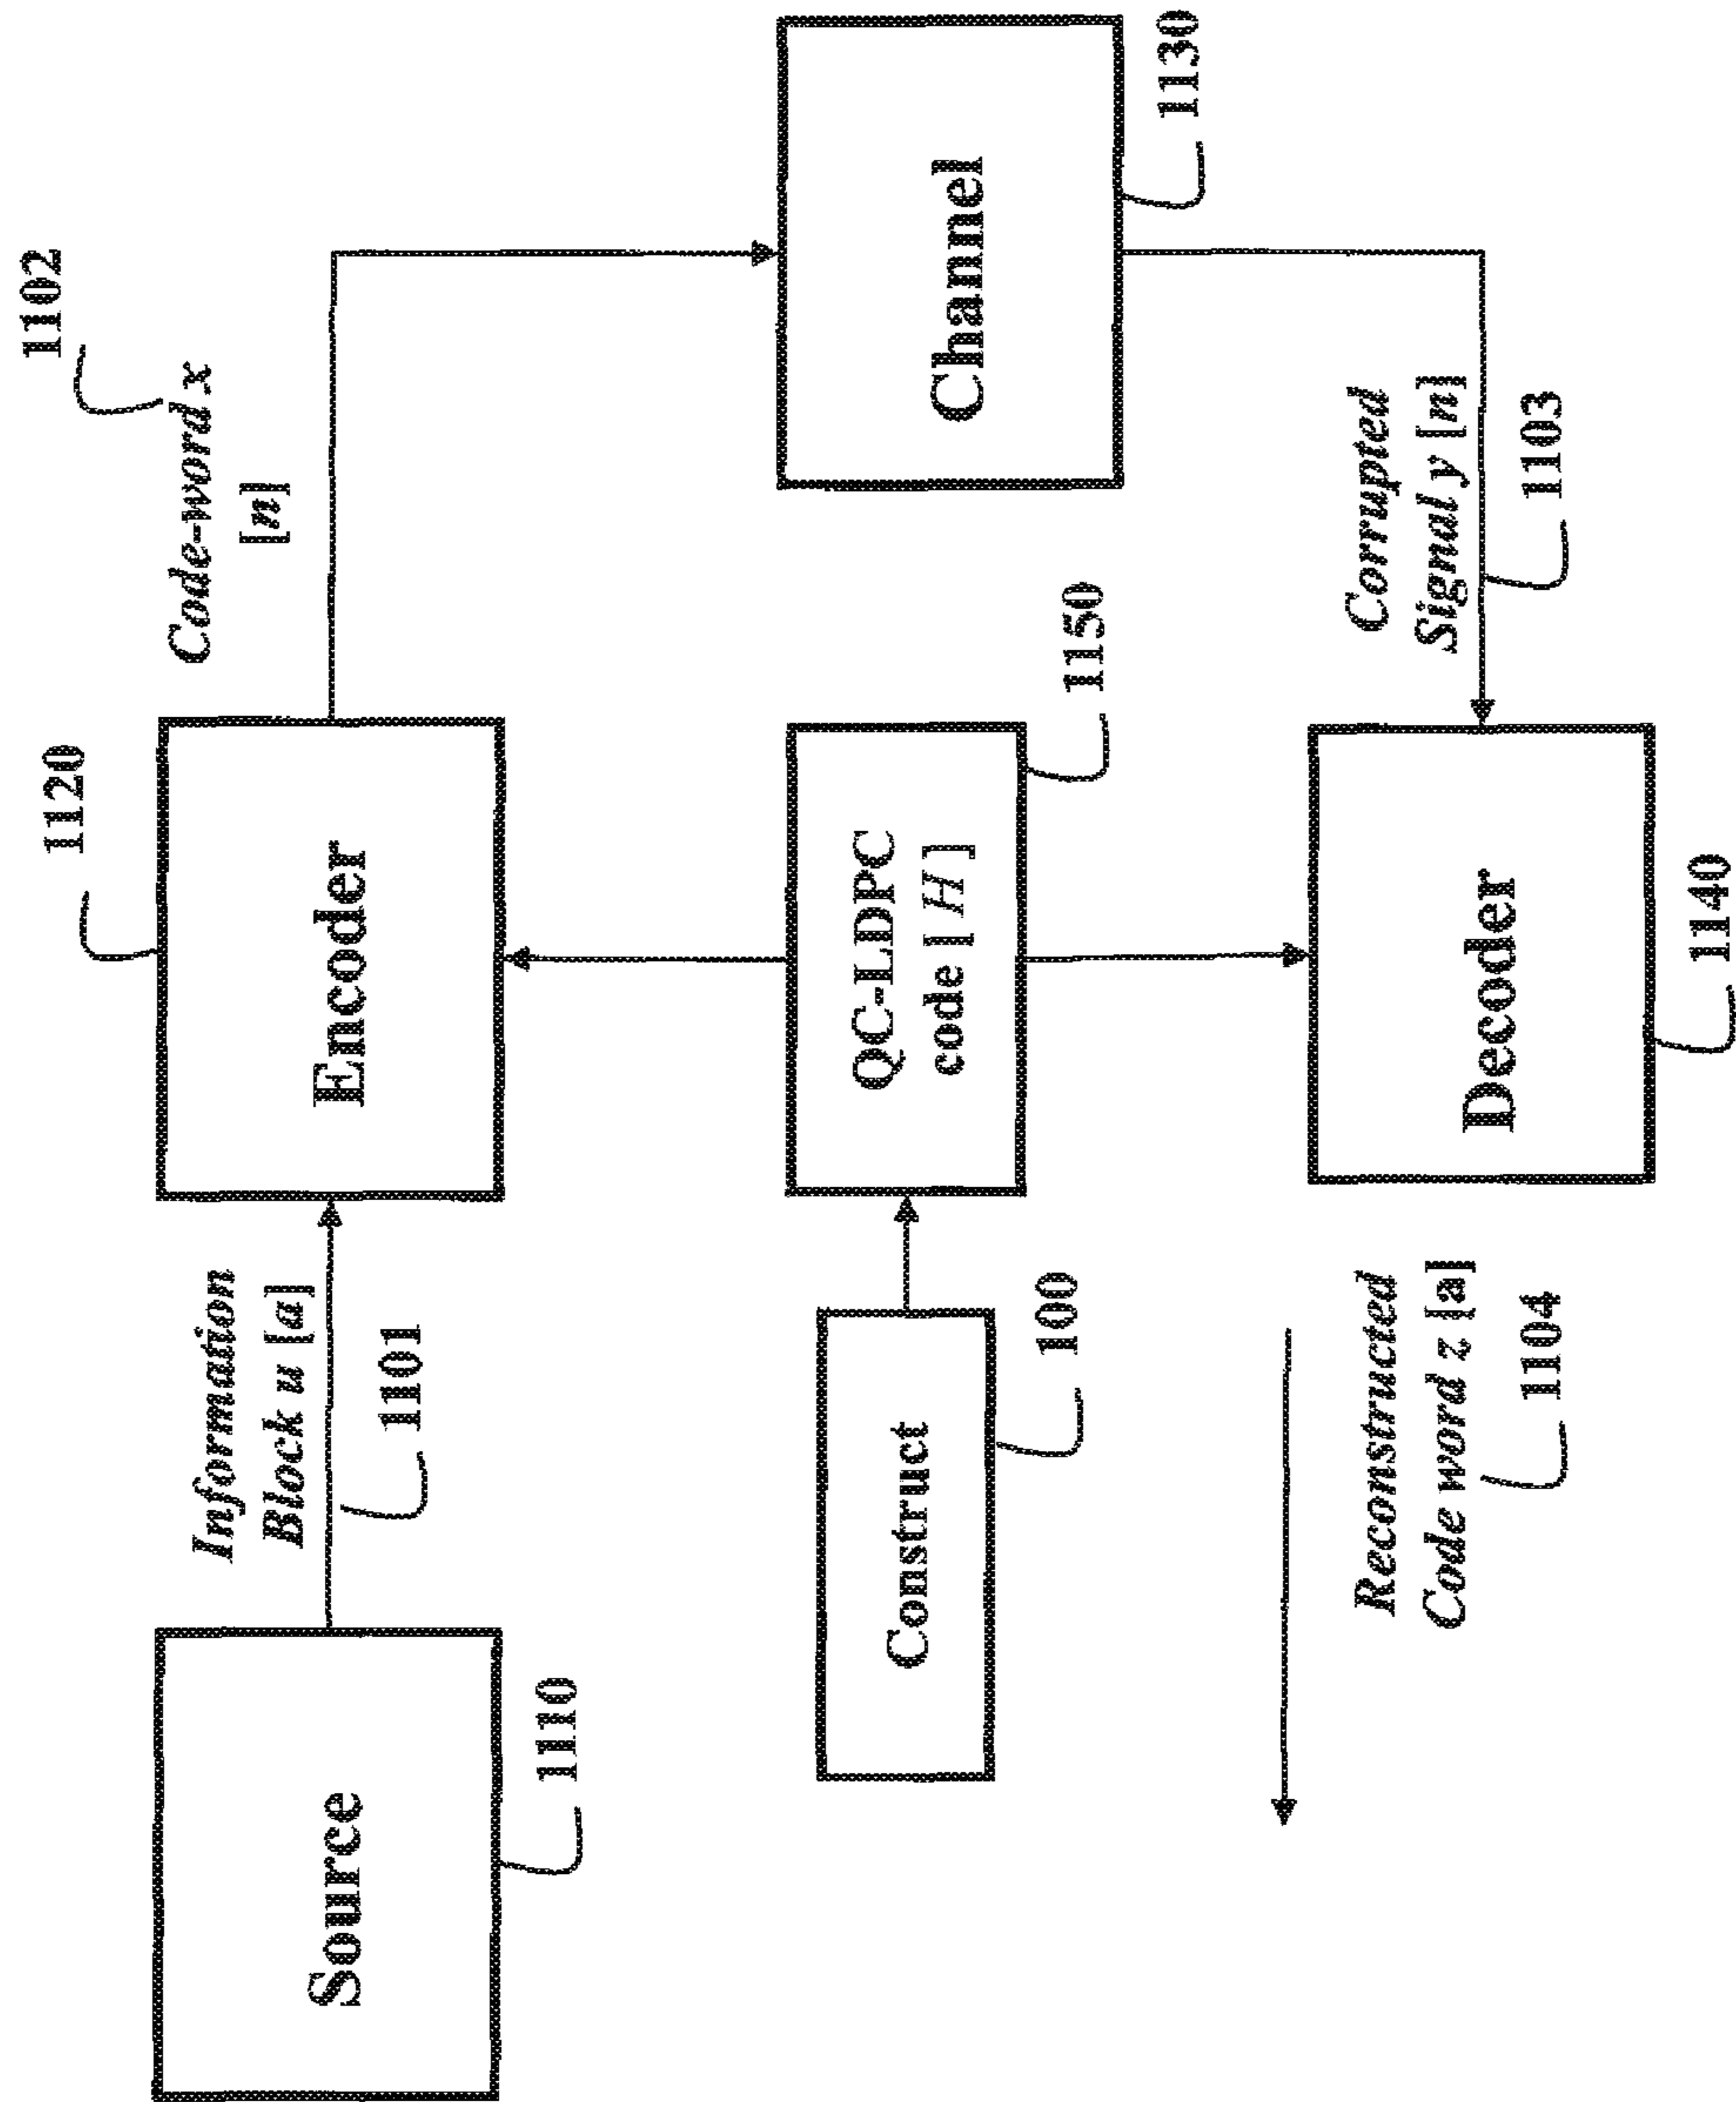 Source
1110
Information
Block u [a]
1101
Encoder
1120
Code-word x
[n]
1102
Construct
100
QC-LDPC
code [ H ]
1150
Channel
1130
Reconstructed
Code word z [a]
1104
Decoder
1140
Corrupted
Signal y [n]
1103